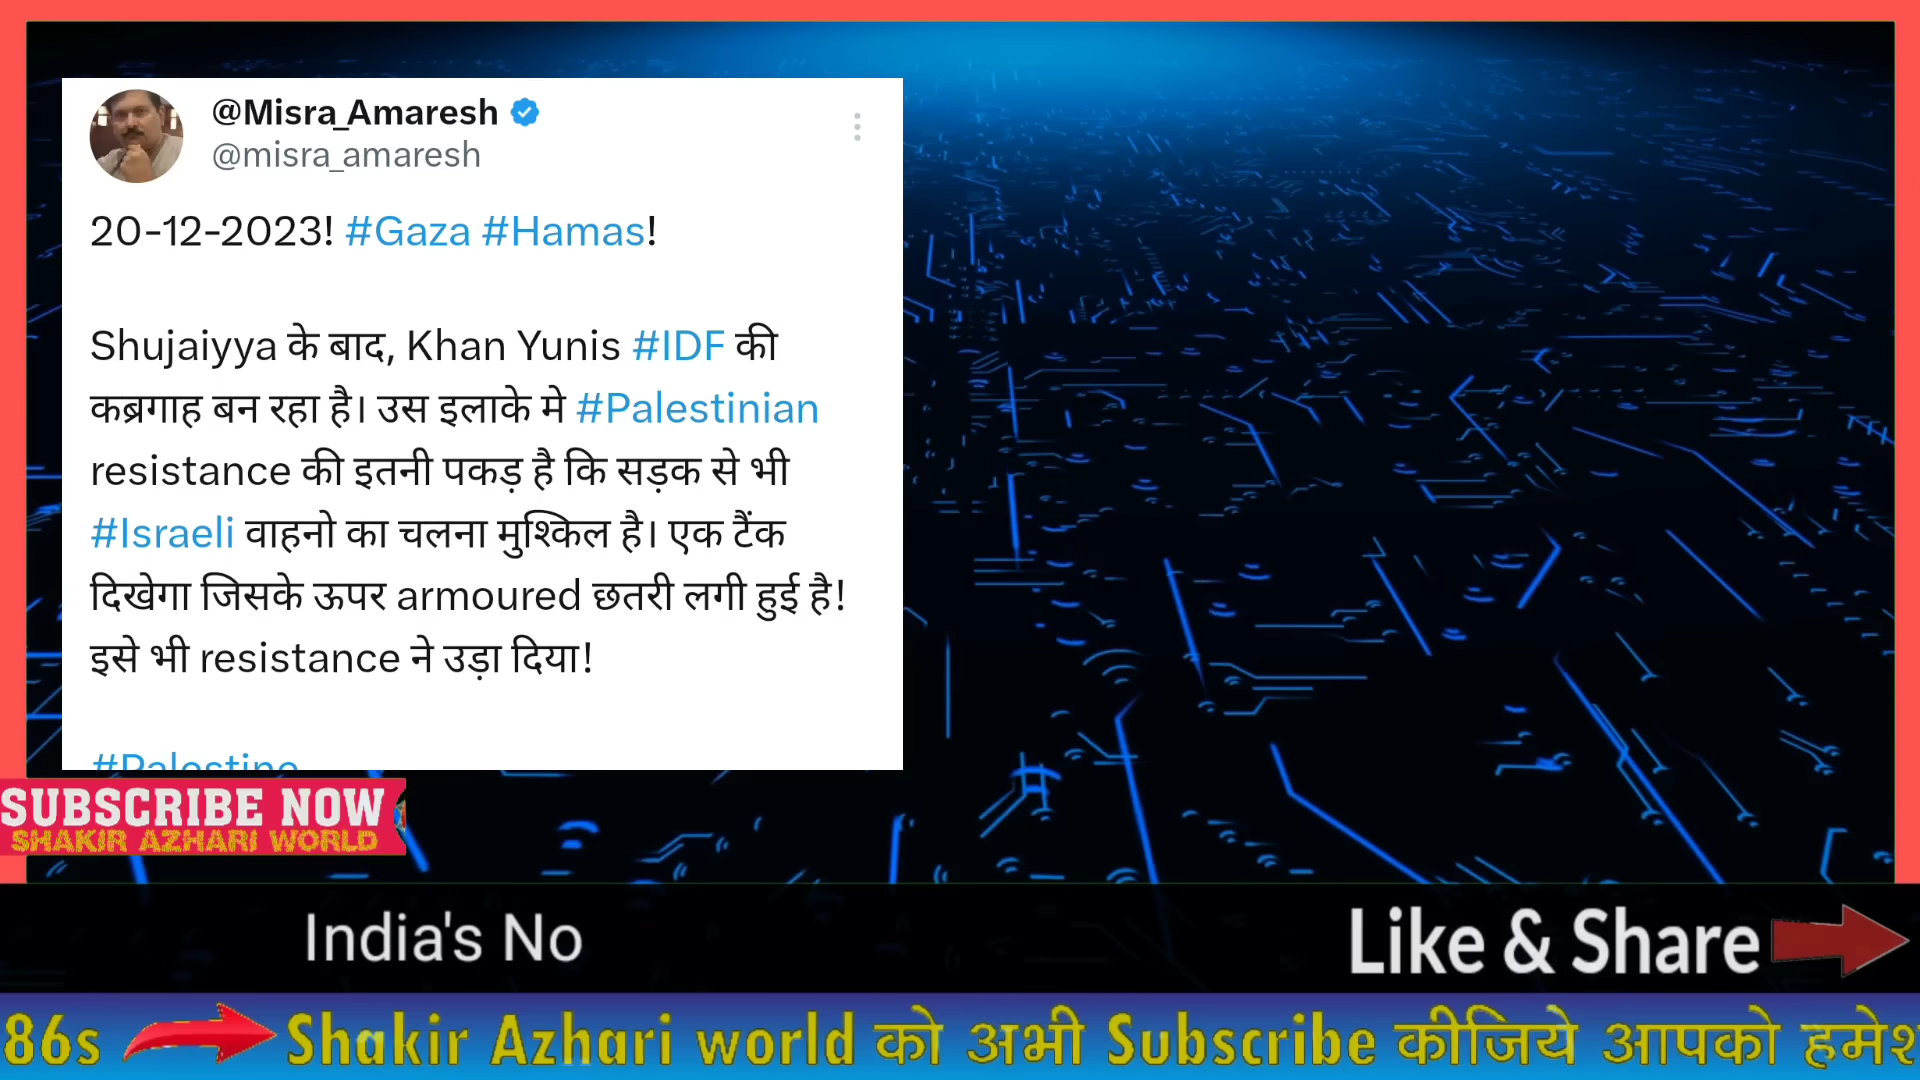 @Misra_Amaresh
@misra_amaresh
20-12-2023! #Gaza #Hamas!
Shujaiyya के बाद, Khan Yunis #IDF की
कब्रगाह बन रहा है। उस इलाके मे #Palestinian
resistance की इतनी पकड़ है कि सड़क से भी
#Israeli वाहनो का चलना मुश्किल है। एक टैंक
दिखेगा जिसके ऊपर armoured छतरी लगी हुई है!
इसे भी resistance ने उड़ा दिया!
#Palestine
SUBSCRIBE NOW
SHAKIR AZHARI WORLD
India's No
Like & Share
86s
Shakir Azhari world को अभी Subscribe कीजिये आपको हमेश